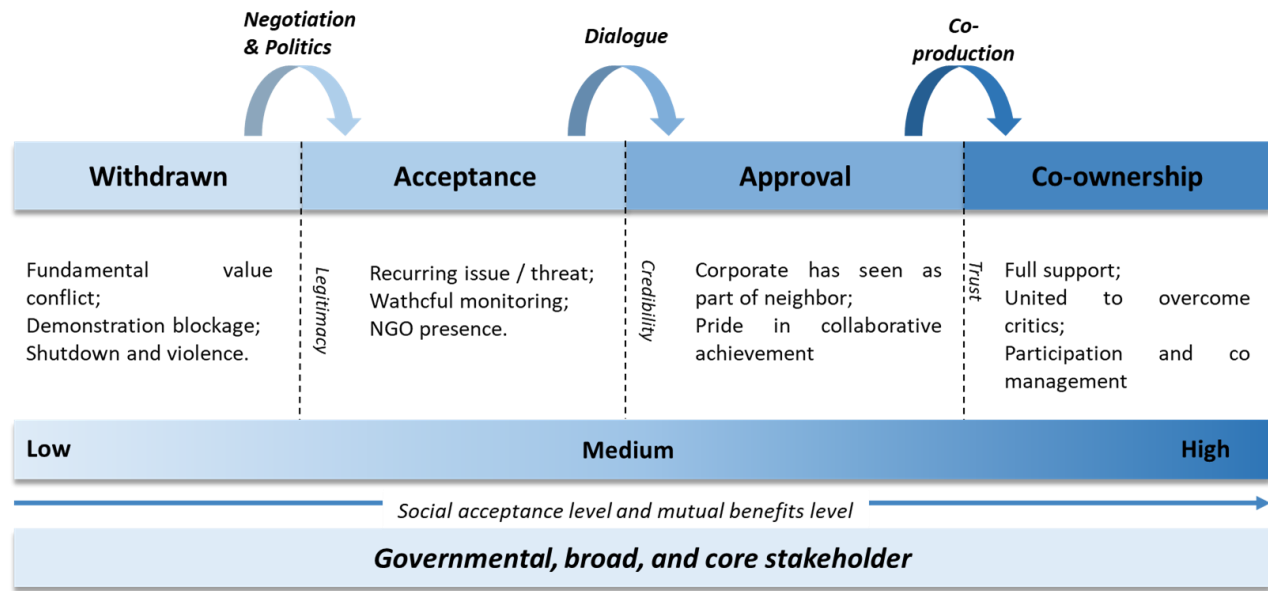 Negotiation
& Politics
Dialogue
Co-
production
Withdrawn
Acceptance
Approval
Co-ownership
Fundamental value
conflict;
Demonstration blockage;
Shutdown and violence.
Legitimacy
Recurring issue / threat;
Wathcful monitoring;
NGO presence.
Credibility
Corporate has seen as
part of neighbor;
Pride in collaborative
achievement
Trust
Full support;
United to overcome
critics;
Participation and co
management
Low
Medium
High
Social acceptance level and mutual benefits level
Governmental, broad, and core stakeholder